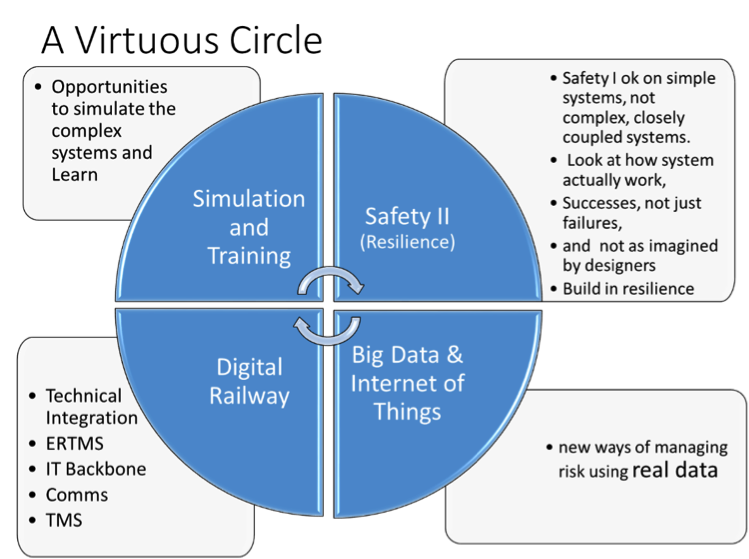 A Virtuous Circle
• Opportunities
to simulate the
complex
systems and
Learn
Simulation
and
Training
Safety II
(Resilience)
• Safety I ok on simple
systems, not
complex, closely
coupled systems.
• Look at how system
actually work,
• Successes, not just
failures,
• and not as imagined
by designers
• Build in resilience
• Technical
Integration
• ERTMS
• IT Backbone
• Comms
• TMS
Digital
Railway
Big Data &
Internet of
Things
• new ways of managing
risk using real data